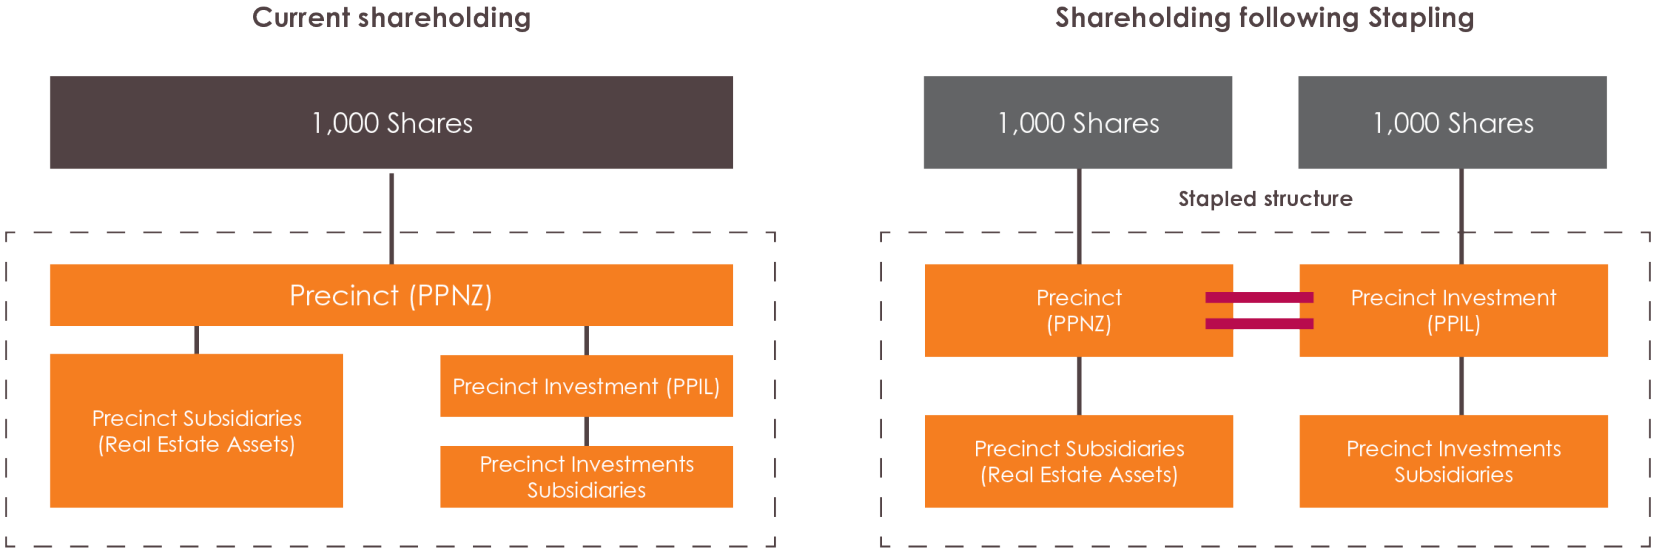 Current shareholding
1,000 Shares
Precinct (PPNZ)
Precinct Subsidiaries
(Real Estate Assets)
Precinct Investment (PPIL)
Precinct Investments
Subsidiaries
Shareholding following Stapling
1,000 Shares
1,000 Shares
Stapled structure
Precinct
(PPNZ)
Precinct Investment
(PPIL)
Precinct Subsidiaries
(Real Estate Assets)
Precinct Investments
Subsidiaries